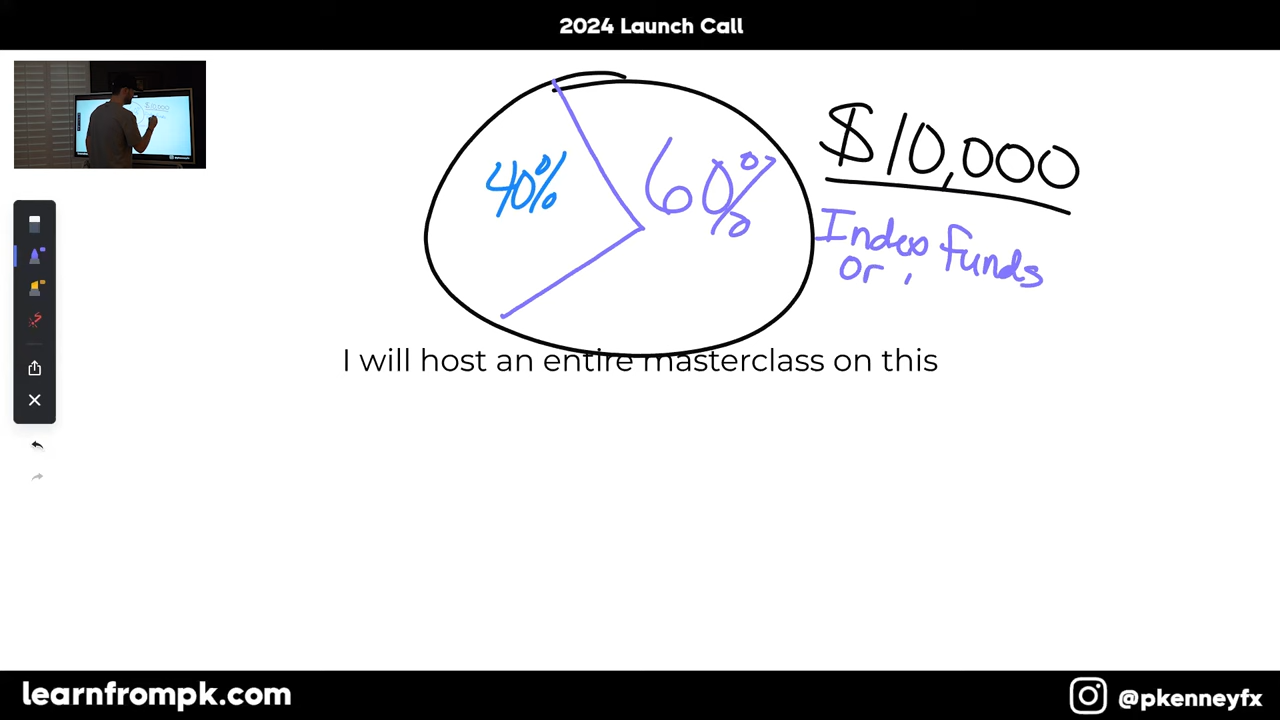 2024 Launch Call
40%
60%
$10,000
Index funds
or
I will host an entire masterclass on this
learnfrompk.com
@pkenneyfx